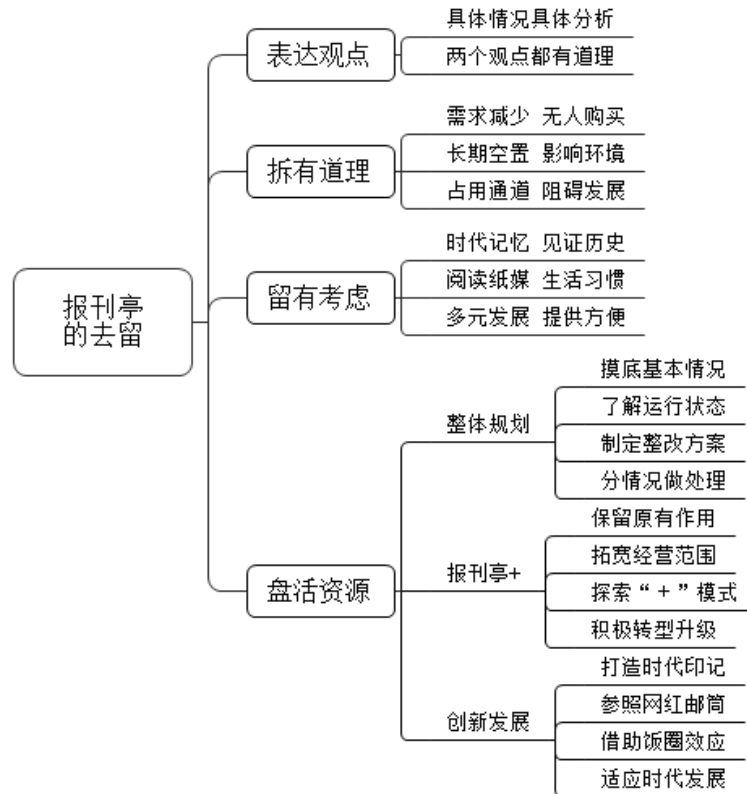 报刊亭
的去留
表达观点
具体情况具体分析
两个观点都有道理
拆有道理
需求减少 无人购买
长期空置 影响环境
占用通道 阻碍发展
留有考虑
时代记忆 见证历史
阅读纸媒 生活习惯
多元发展 提供方便
盘活资源
整体规划
摸底基本情况
了解运行状态
制定整改方案
分情况做处理
报刊亭+
保留原有作用
拓宽经营范围
探索“+”模式
积极转型升级
创新发展
打造时代印记
参照网红邮筒
借助饭圈效应
适应时代发展